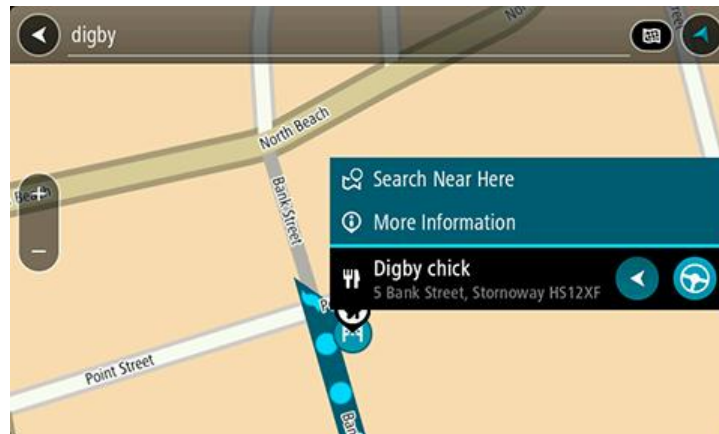 digby
North Beach
Bank Street
Search Near Here
More Information
Digby chick
5 Bank Street, Stornoway HS12XF
Point Street